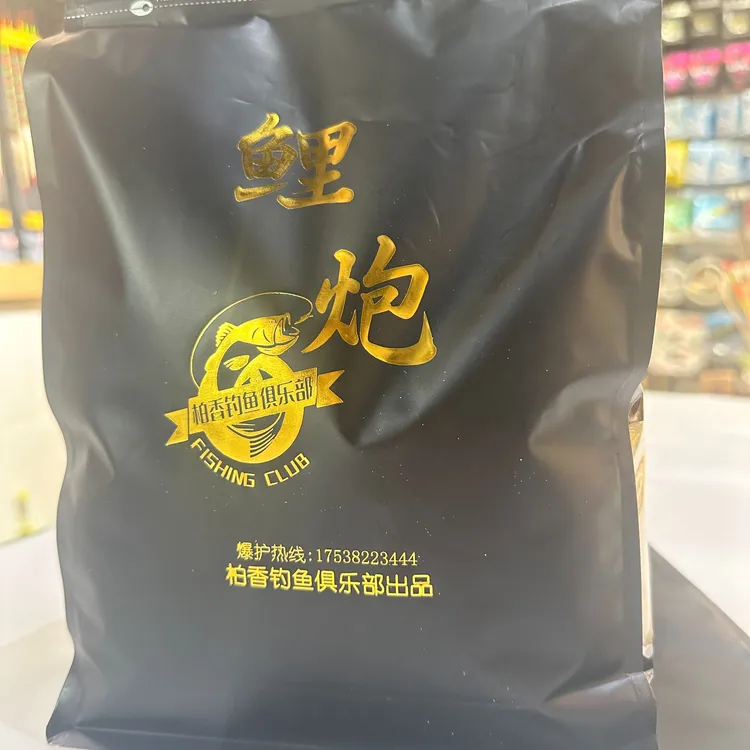 鲤
炮
柏香钓鱼俱乐部
FISHING CLUB
爆护热线:17538223444
柏香钓鱼俱乐部出品